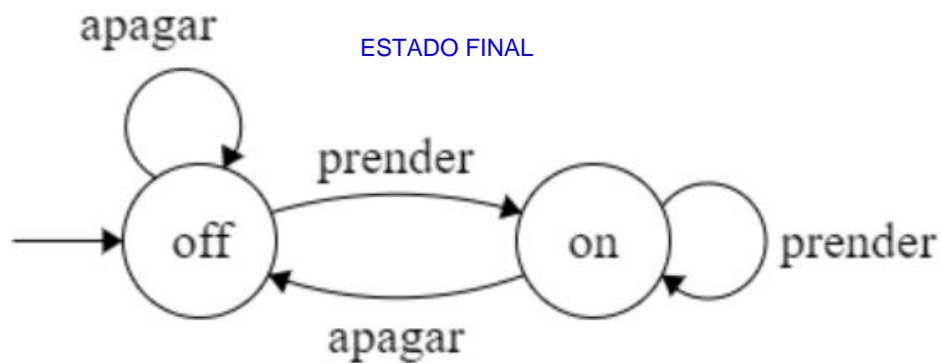 apagar
ESTADO FINAL
prender
off
on
prender
apagar